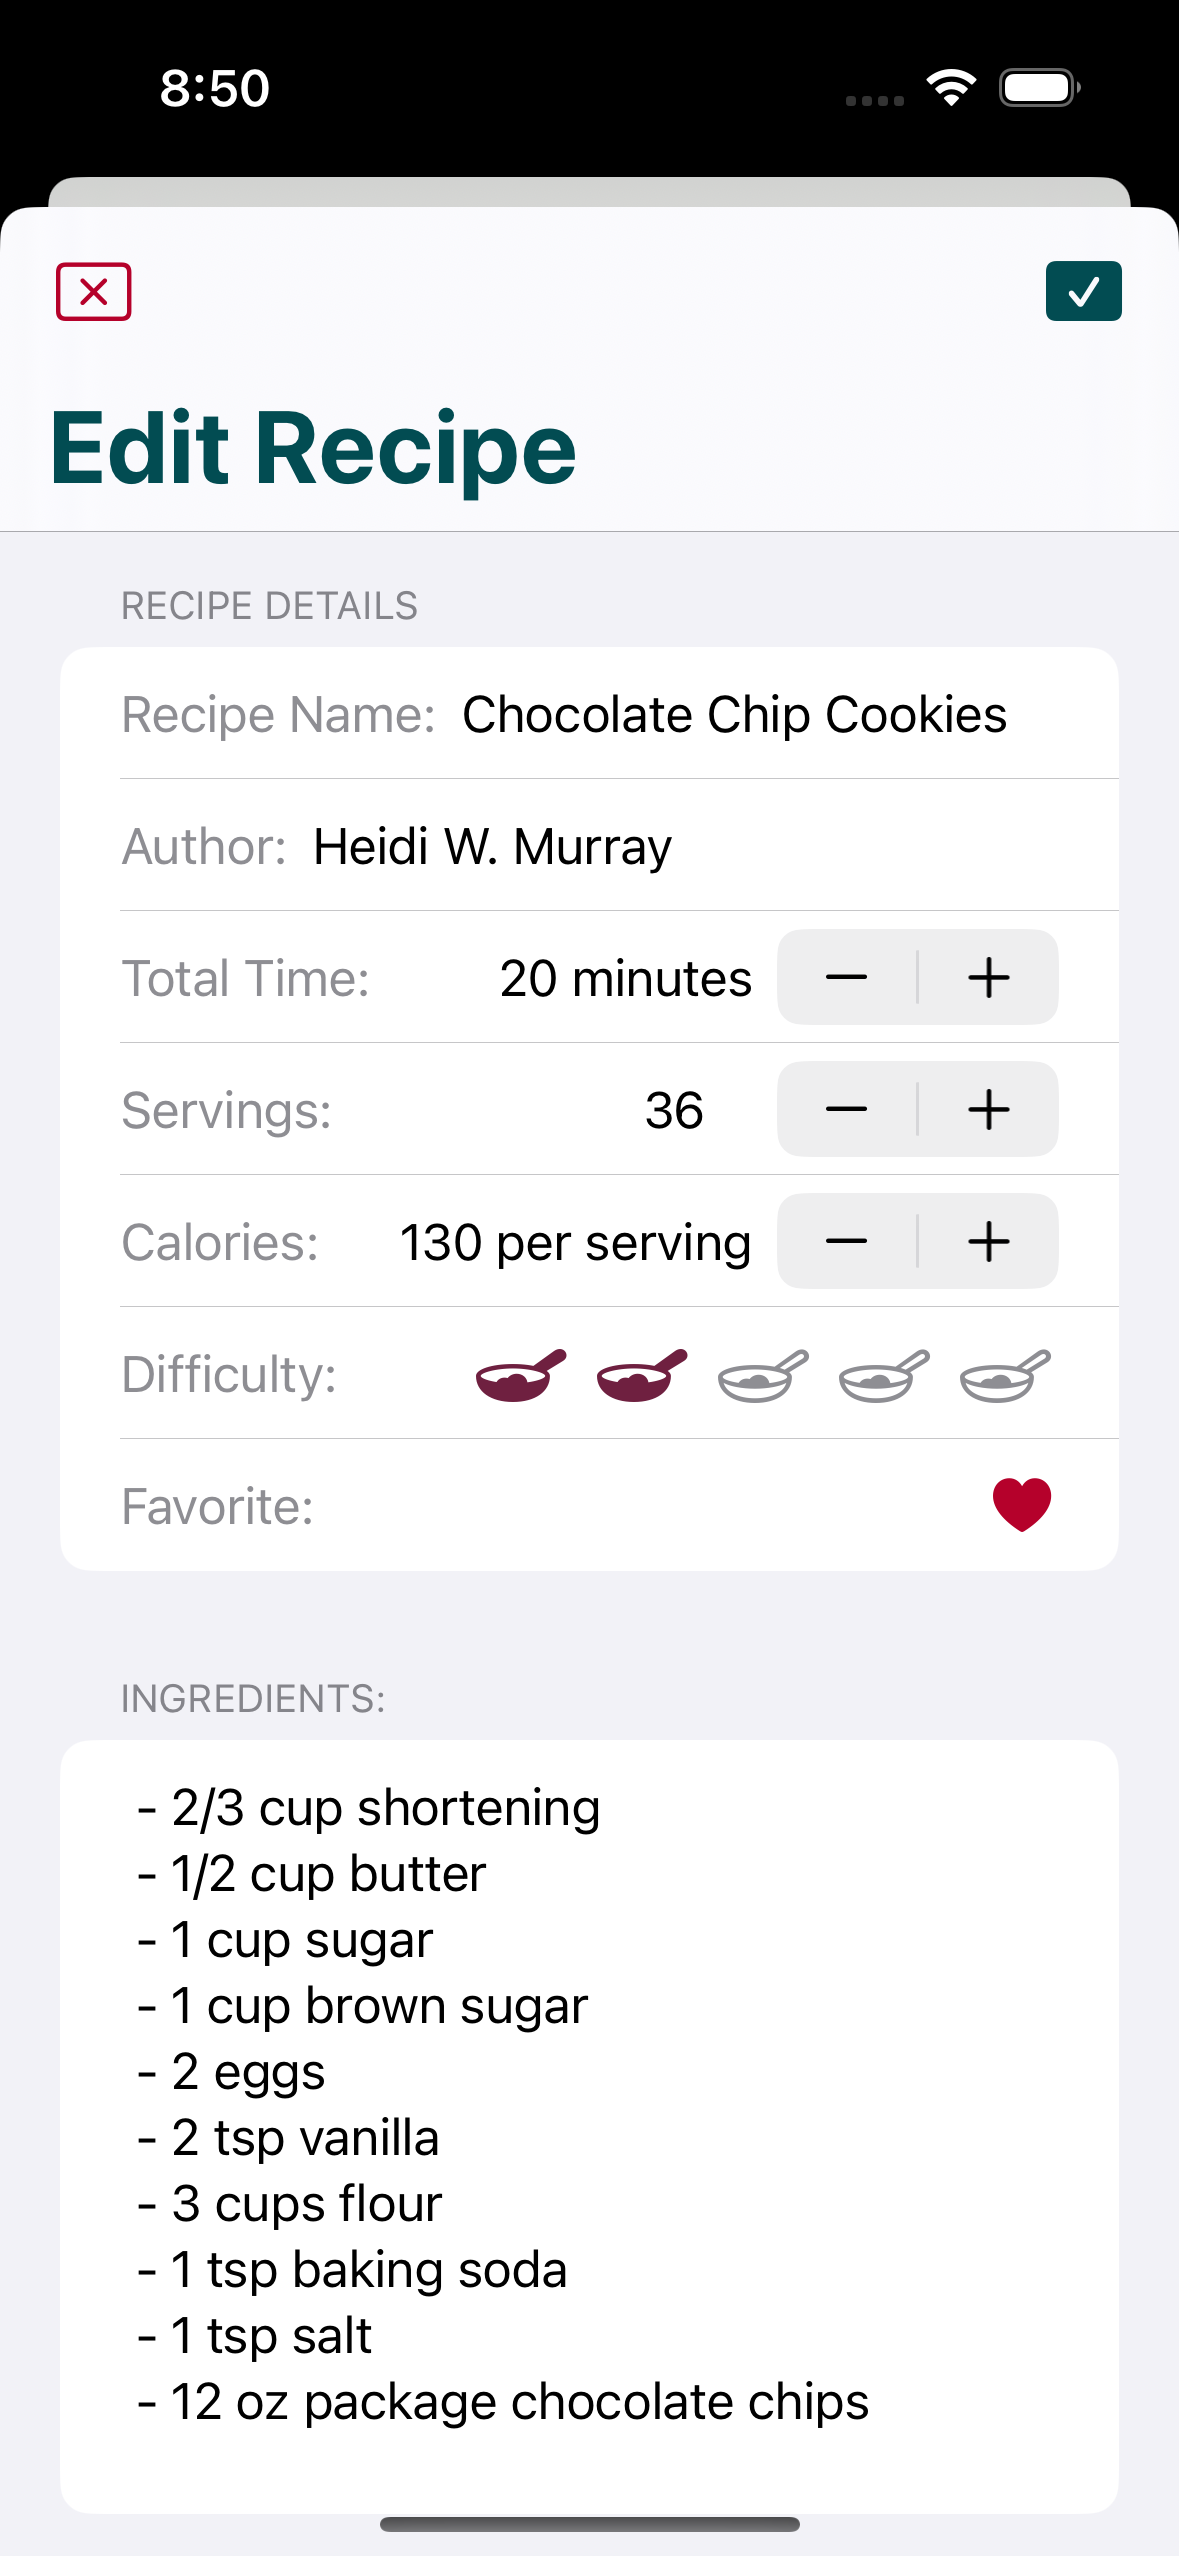 8:50
Edit Recipe
RECIPE DETAILS
Recipe Name: Chocolate Chip Cookies
Author: Heidi W. Murray
Total Time: 20 minutes
Servings: 36
Calories: 130 per serving
Difficulty:
Favorite:
INGREDIENTS:
- 2/3 cup shortening
- 1/2 cup butter
- 1 cup sugar
- 1 cup brown sugar
- 2 eggs
- 2 tsp vanilla
- 3 cups flour
- 1 tsp baking soda
- 1 tsp salt
- 12 oz package chocolate chips